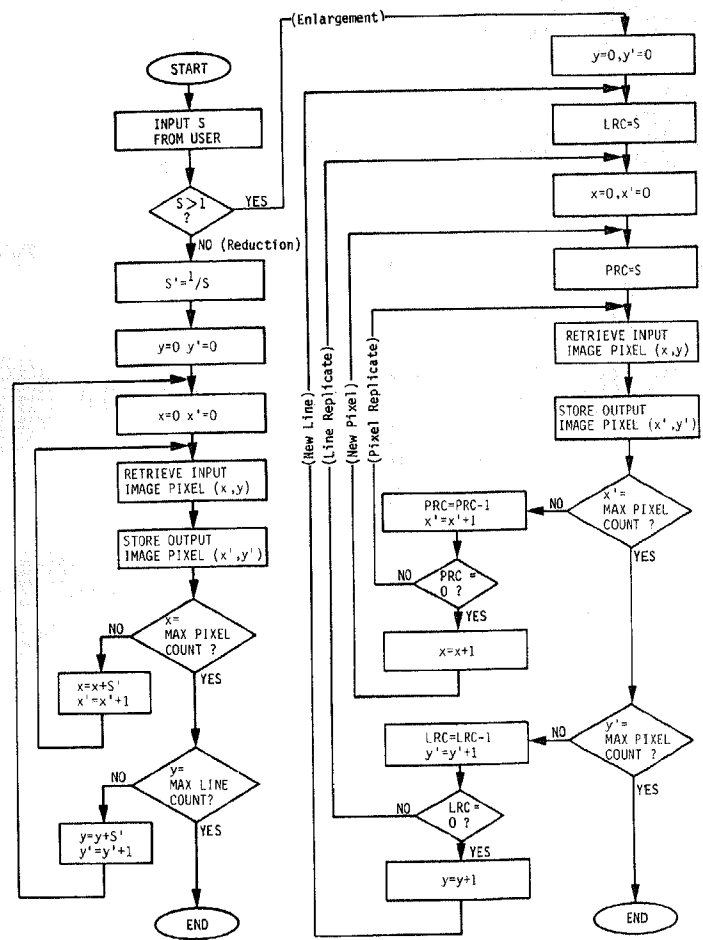 START
INPUT S
FROM USER
S>1
?
YES
(Enlargement)
NO (Reduction)
S'=1/S
y=0 y'=0
x=0 x'=0
RETRIEVE INPUT
IMAGE PIXEL (x,y)
STORE OUTPUT
IMAGE PIXEL (x',y')
x=
MAX PIXEL
COUNT ?
NO
YES
x=x+S'
x'=x'+1
y=
MAX LINE
COUNT?
NO
YES
y=y+S'
y'=y'+1
END
y=0,y'=0
LRC=S
x=0,x'=0
PRC=S
RETRIEVE INPUT
IMAGE PIXEL (x,y)
STORE OUTPUT
IMAGE PIXEL (x',y')
x'=
MAX PIXEL
COUNT ?
NO
YES
PRC=PRC-1
x'=x'+1
PRC =
0 ?
NO
YES
x=x+1
y'=
MAX PIXEL
COUNT ?
NO
LRC=LRC-1
y'=y'+1
LRC =
0 ?
NO
YES
y=y+1
YES
END
(New Line)
(Line Replicate)
(New Pixel)
(Pixel Replicate)